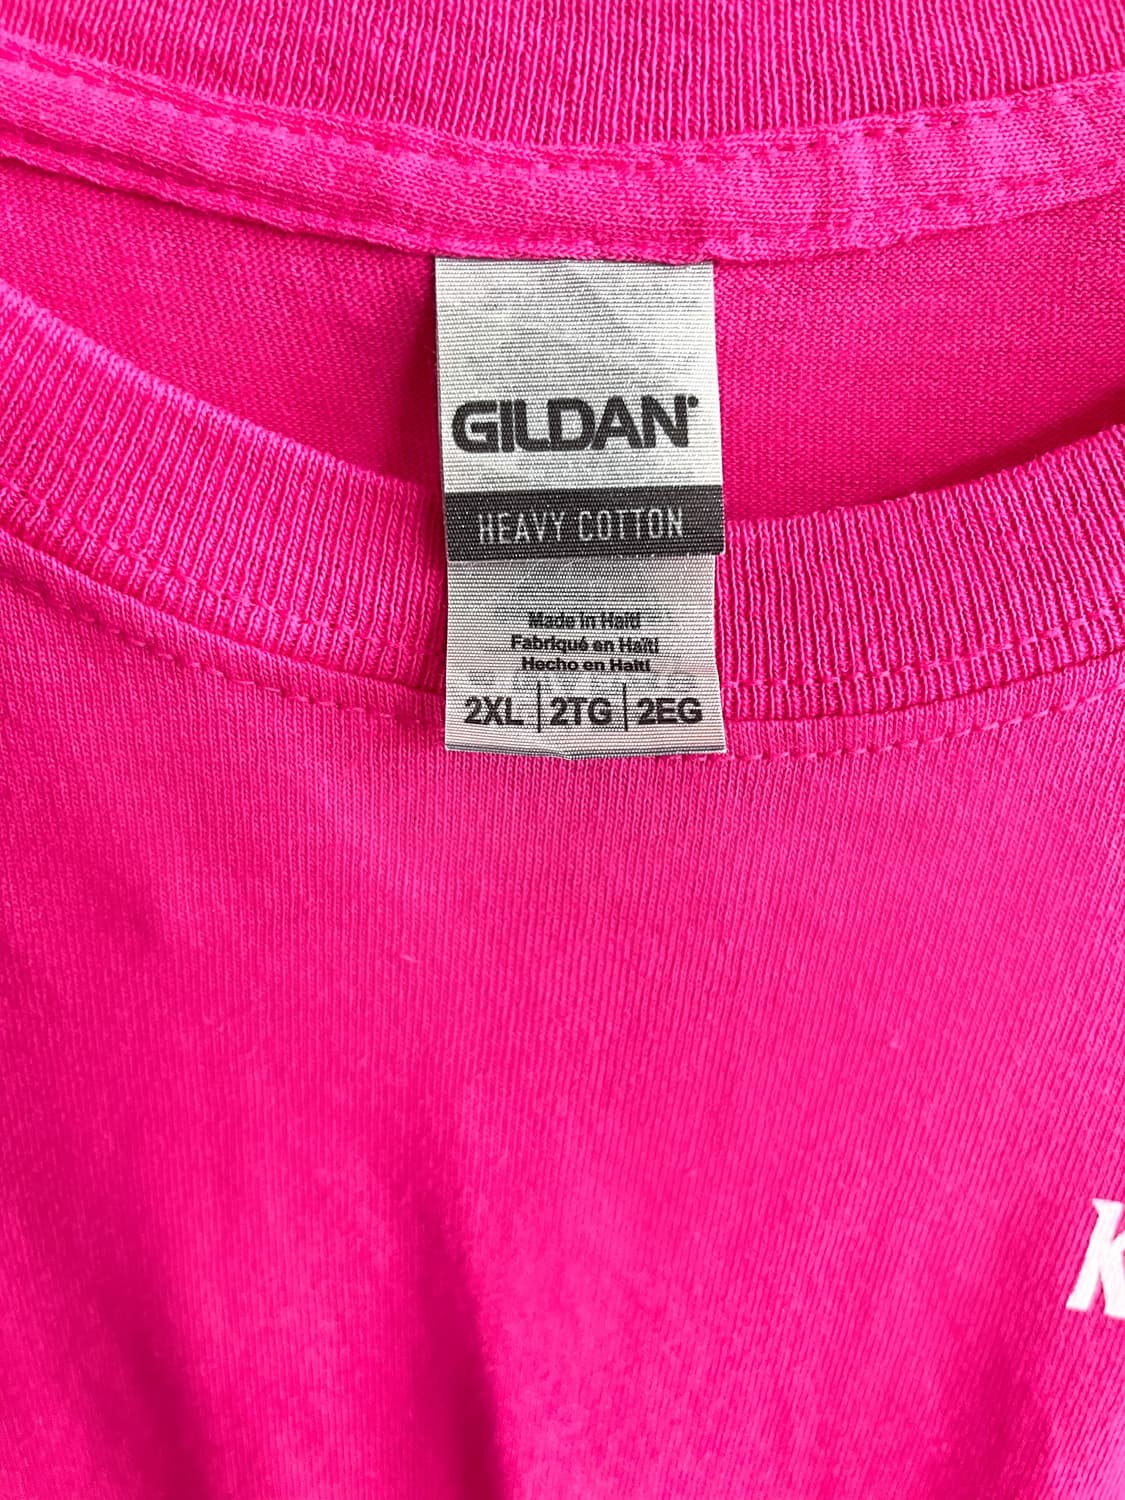 GILDAN®
HEAVY COTTON
Made in Haiti
Fabriqué en Haïti
Hecho en Haití
2XL | 2TG | 2EG
K